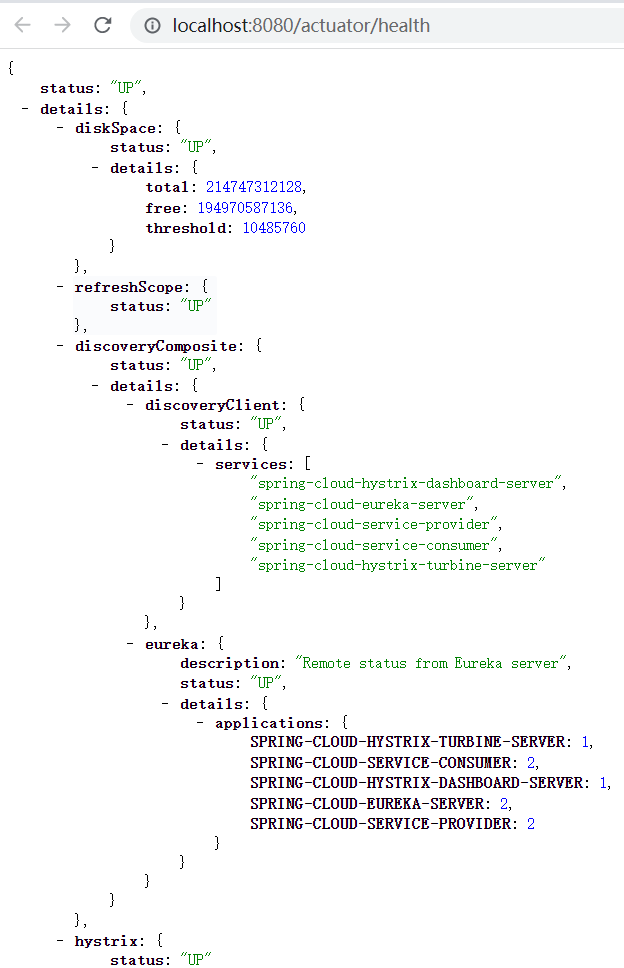 localhost:8080/actuator/health
{
status: "UP",
- details: {
- diskSpace: {
status: "UP",
- details: {
total: 214747312128,
free: 194970587136,
threshold: 10485760
}
},
- refreshScope: {
status: "UP"
},
- discoveryComposite: {
status: "UP",
- details: {
- discoveryClient: {
status: "UP",
- details: {
- services: [
"spring-cloud-hystrix-dashboard-server",
"spring-cloud-eureka-server",
"spring-cloud-service-provider",
"spring-cloud-service-consumer",
"spring-cloud-hystrix-turbine-server"
]
}
},
- eureka: {
description: "Remote status from Eureka server",
status: "UP",
- details: {
- applications: {
SPRING-CLOUD-HYSTRIX-TURBINE-SERVER: 1,
SPRING-CLOUD-SERVICE-CONSUMER: 2,
SPRING-CLOUD-HYSTRIX-DASHBOARD-SERVER: 1,
SPRING-CLOUD-EUREKA-SERVER: 2,
SPRING-CLOUD-SERVICE-PROVIDER: 2
}
}
}
}
},
- hystrix: {
status: "UP"